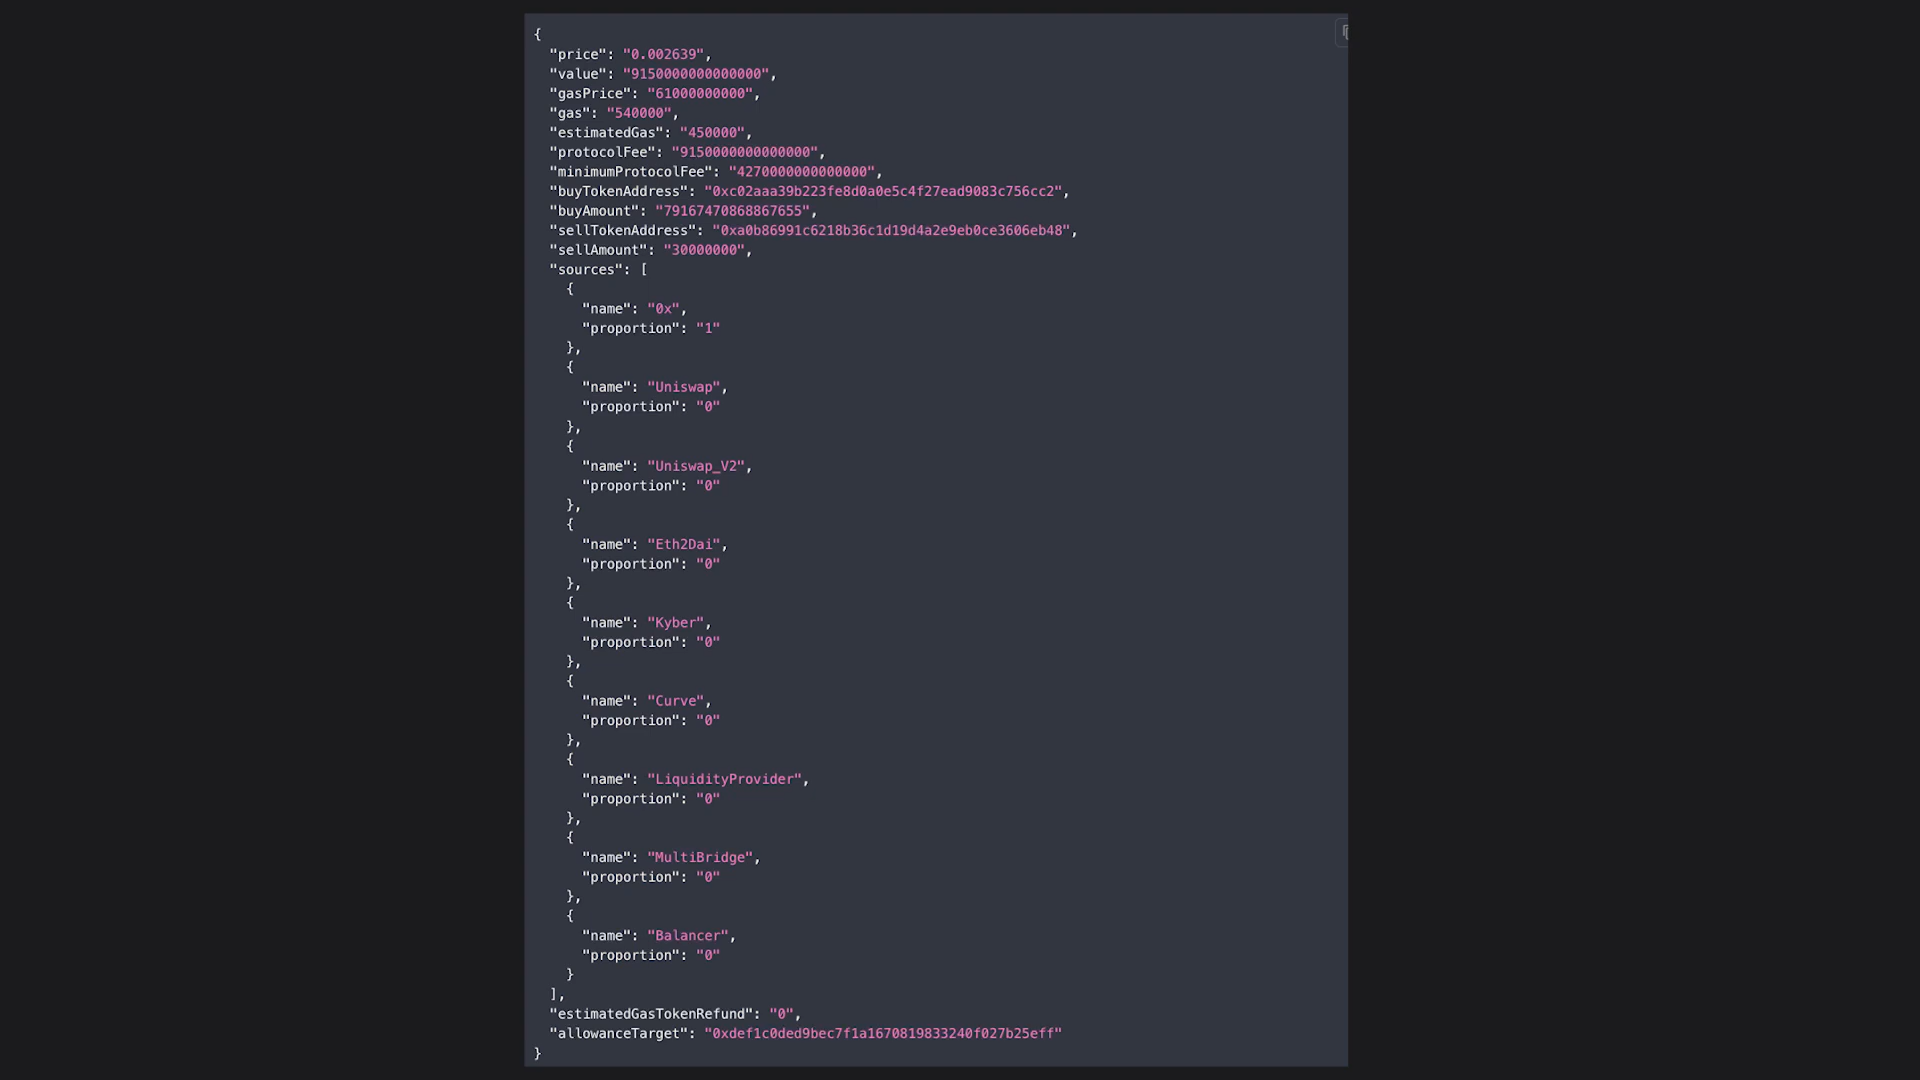 {
"price": "0.002639",
"value": "9150000000000000",
"gasPrice": "61000000000",
"gas": "540000",
"estimatedGas": "450000",
"protocolFee": "9150000000000000",
"minimumProtocolFee": "4270000000000000",
"buyTokenAddress": "0xc02aaa39b223fe8d0a0e5c4f27ead9083c756cc2",
"buyAmount": "79167470868867655",
"sellTokenAddress": "0xa0b86991c6218b36c1d19d4a2e9eb0ce3606eb48",
"sellAmount": "30000000",
"sources": [
{
"name": "0x",
"proportion": "1"
},
{
"name": "Uniswap",
"proportion": "0"
},
{
"name": "Uniswap_V2",
"proportion": "0"
},
{
"name": "Eth2Dai",
"proportion": "0"
},
{
"name": "Kyber",
"proportion": "0"
},
{
"name": "Curve",
"proportion": "0"
},
{
"name": "LiquidityProvider",
"proportion": "0"
},
{
"name": "MultiBridge",
"proportion": "0"
},
{
"name": "Balancer",
"proportion": "0"
}
],
"estimatedGasTokenRefund": "0",
"allowanceTarget": "0xdef1c0ded9bec7f1a1670819833240f027b25eff"
}